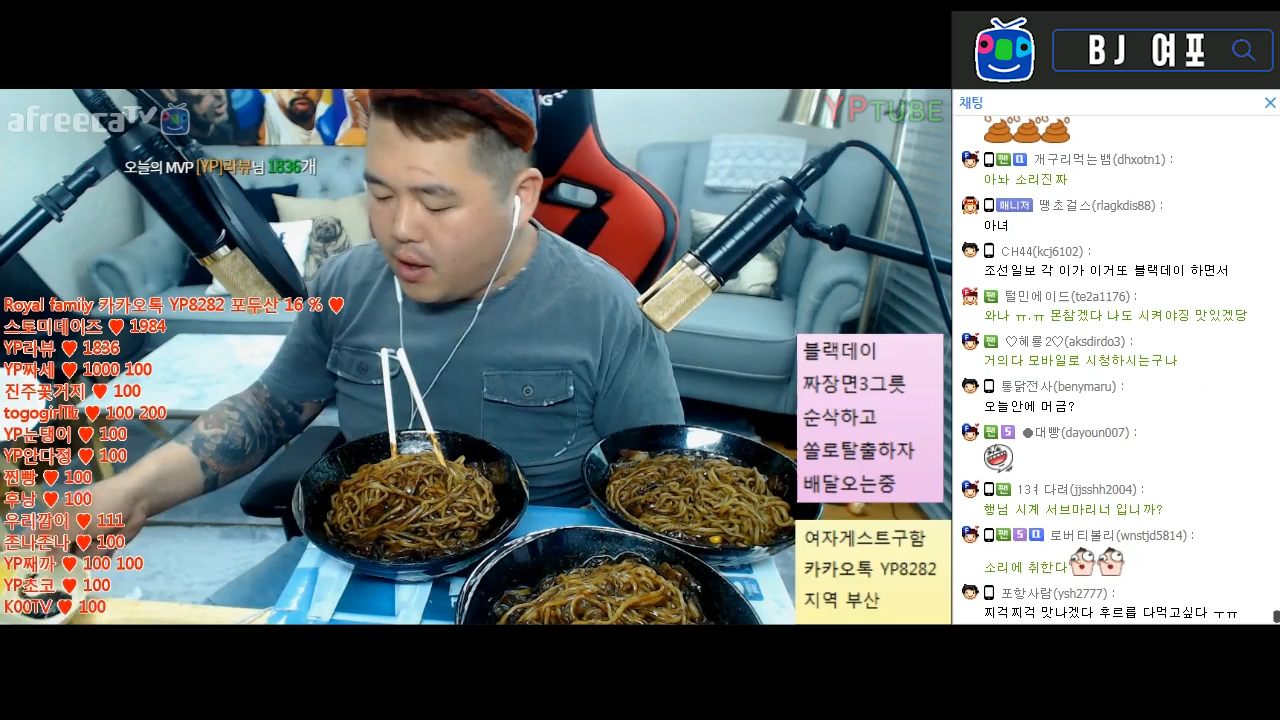 BJ 여포
afreecaTV
YPTUBE
오늘의 MVP [YP]라뷰님 1836개
Royal family 카카오톡 YP8282 포두산 16 % ♥
스토미데이즈 ♥ 1984
YP라뷰 ♥ 1836
YP짜세 ♥ 1000 100
진주꽃거지 ♥ 100
togogirl ♥ 100 200
YP눈탱이 ♥ 100
YP안다정 ♥ 100
찐빵 ♥ 100
후낭 ♥ 100
우리깜이 ♥ 111
존나존나 ♥ 100
YP째까 ♥ 100 100
YP초코 ♥ 100
K00TV ♥ 100
블랙데이
짜장면3그릇
순삭하고
쏠로탈출하자
배달오는중
여자게스트구함
카카오톡 YP8282
지역 부산
채팅
팬 개구리먹는뱀(dhxotn1) :
아놔 소리진짜
매니저 땡초걸스(rlagkdis88) :
아녀
CH44(kcj6102) :
조선일보 각 이가 이거또 블랙데이 하면서
팬 털민에이드(te2a1176) :
와나 ㅠ.ㅠ 몬참겠다 나도 시켜야징 맛있겠당
팬 ♡혜롱2♡(aksdirdo3) :
거의다 모바일로 시청하시는구나
통닭전사(benymaru) :
오늘안에 머금?
팬 S ●대빵(dayoun007) :
팬 13ㅕ다려(jjsshh2004) :
행님 시계 서브마리너 입니까?
팬 S 로버티볼리(wnstjd5814) :
소리에 취한다
포항사람(ysh2777) :
찌걱찌걱 맛나겠다 후르릅 다먹고싶다 ㅜㅠ